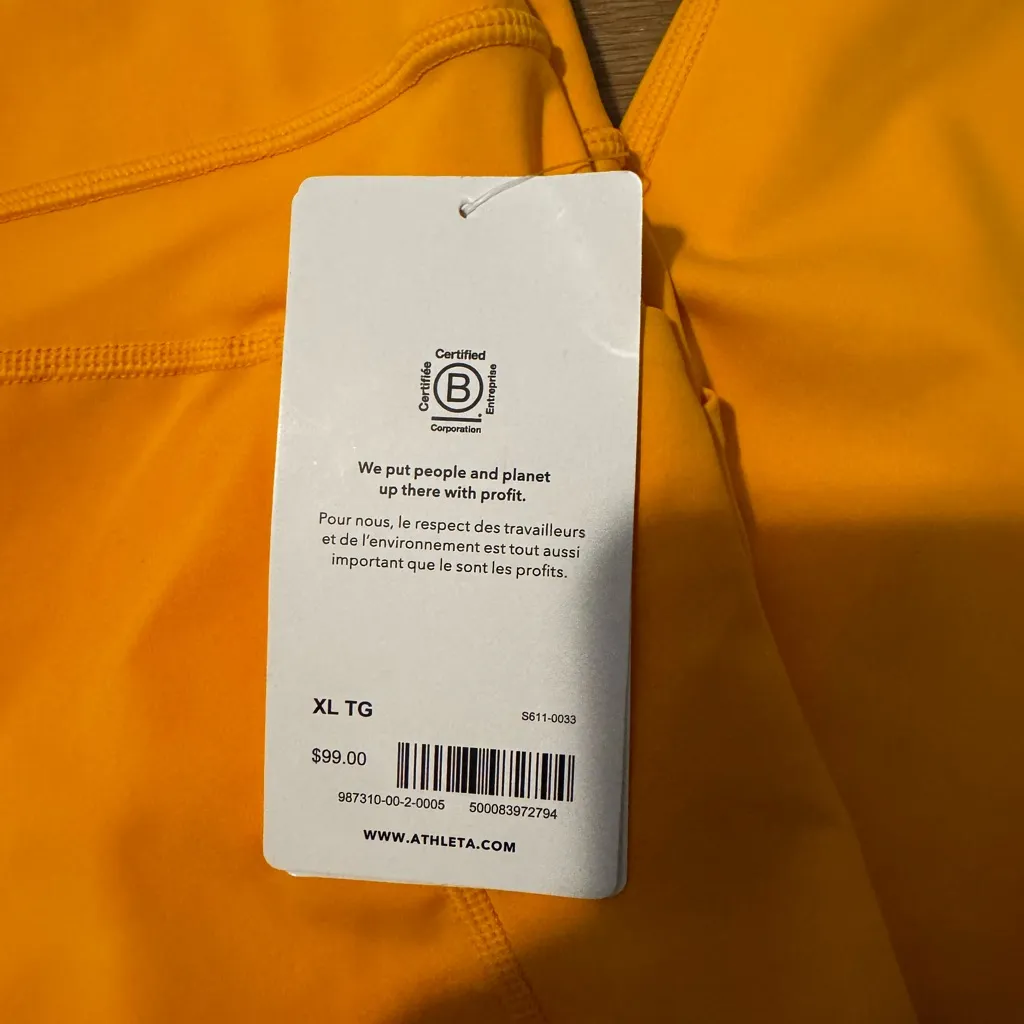 Certified
Certifiée
B
Entreprise
Corporation
We put people and planet
up there with profit.
Pour nous, le respect des travailleurs
et de l'environnement est tout aussi
important que le sont les profits.
XL TG
S611-0033
$99.00
987310-00-2-0005 500083972794
WWW.ATHLETA.COM